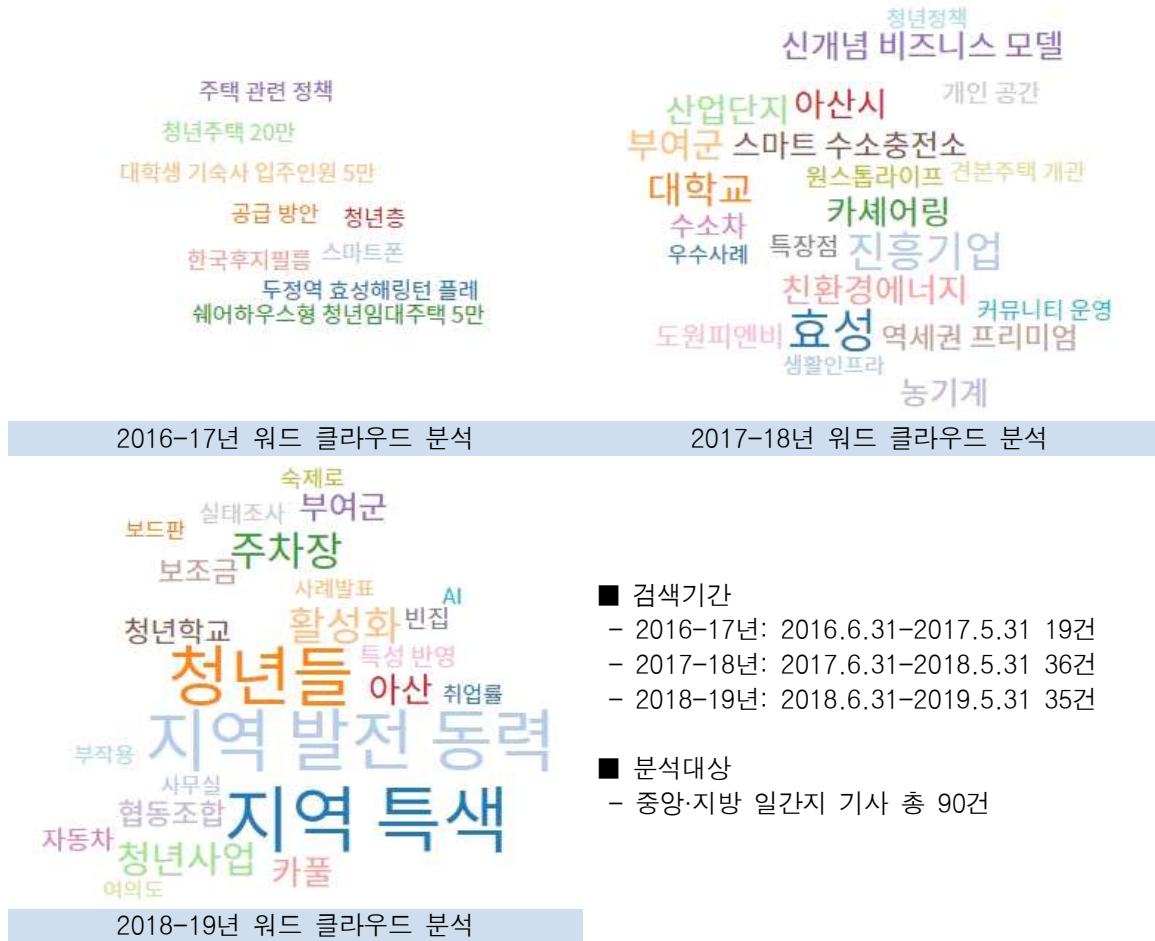 주택 관련 정책
청년주택 20만
대학생 기숙사 입주인원 5만
공급 방안 청년층
한국후지필름 스마트폰
두정역 효성해링턴 플레
쉐어하우스형 청년임대주택 5만
2016-17년 워드 클라우드 분석
청년정책
신개념 비즈니스 모델
개인 공간
산업단지 아산시
부여군 스마트 수소충전소
대학교 원스톱라이프 견본주택 개관
수소차 카셰어링
우수사례 특장점 진흥기업
친환경에너지
커뮤니티 운영
도원피엔비 효성 역세권 프리미엄
생활인프라
농기계
2017-18년 워드 클라우드 분석
숙제로
실태조사 부여군
보드판
주차장
보조금
사례발표 AI
청년학교 활성화 빈집
청년들 특성 반영
아산 취업률
지역 발전 동력
부작용
사무실
협동조합 지역 특색
자동차
청년사업 카풀
여의도
2018-19년 워드 클라우드 분석
■ 검색기간
- 2016-17년: 2016.6.31-2017.5.31 19건
- 2017-18년: 2017.6.31-2018.5.31 36건
- 2018-19년: 2018.6.31-2019.5.31 35건
■ 분석대상
- 중앙·지방 일간지 기사 총 90건